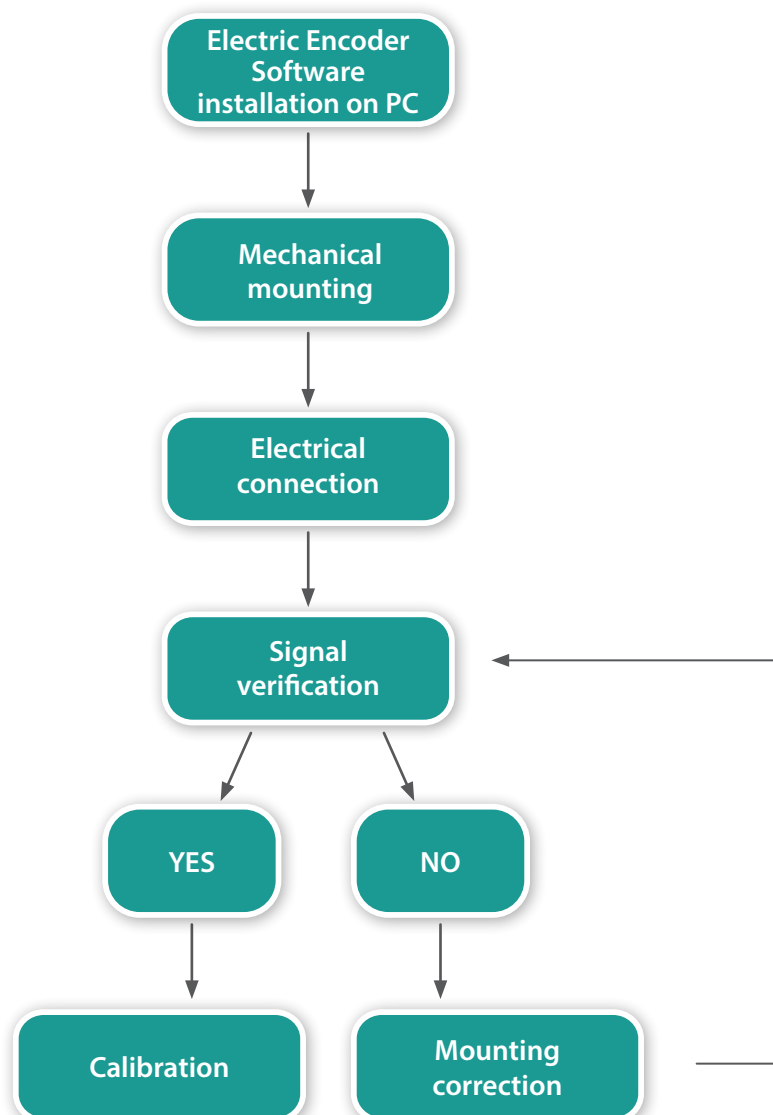 Electric Encoder
Software
installation on PC
Mechanical
mounting
Electrical
connection
Signal
verification
YES
NO
Calibration
Mounting
correction